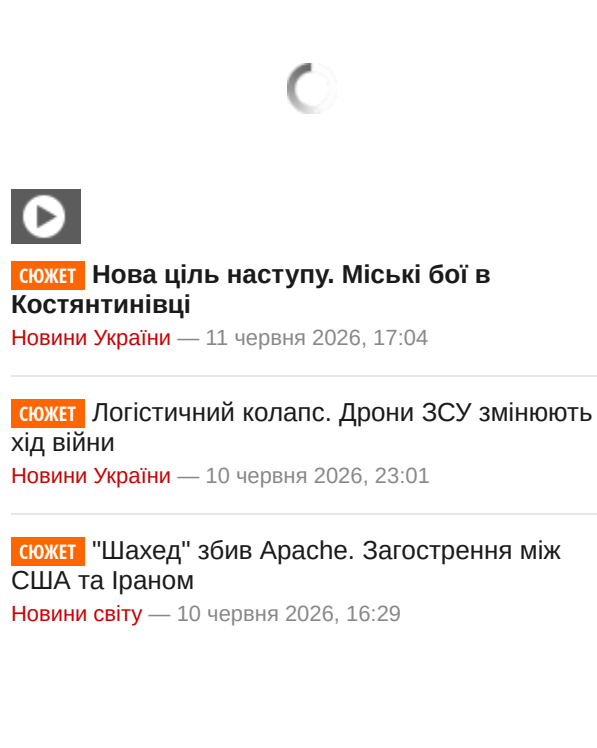 СЮЖЕТ Нова ціль наступу. Міські бої в
Костянтинівці
Новини України — 11 червня 2026, 17:04
СЮЖЕТ Логістичний колапс. Дрони ЗСУ змінюють
хід війни
Новини України — 10 червня 2026, 23:01
СЮЖЕТ "Шахед" збив Apache. Загострення між
США та Іраном
Новини світу — 10 червня 2026, 16:29